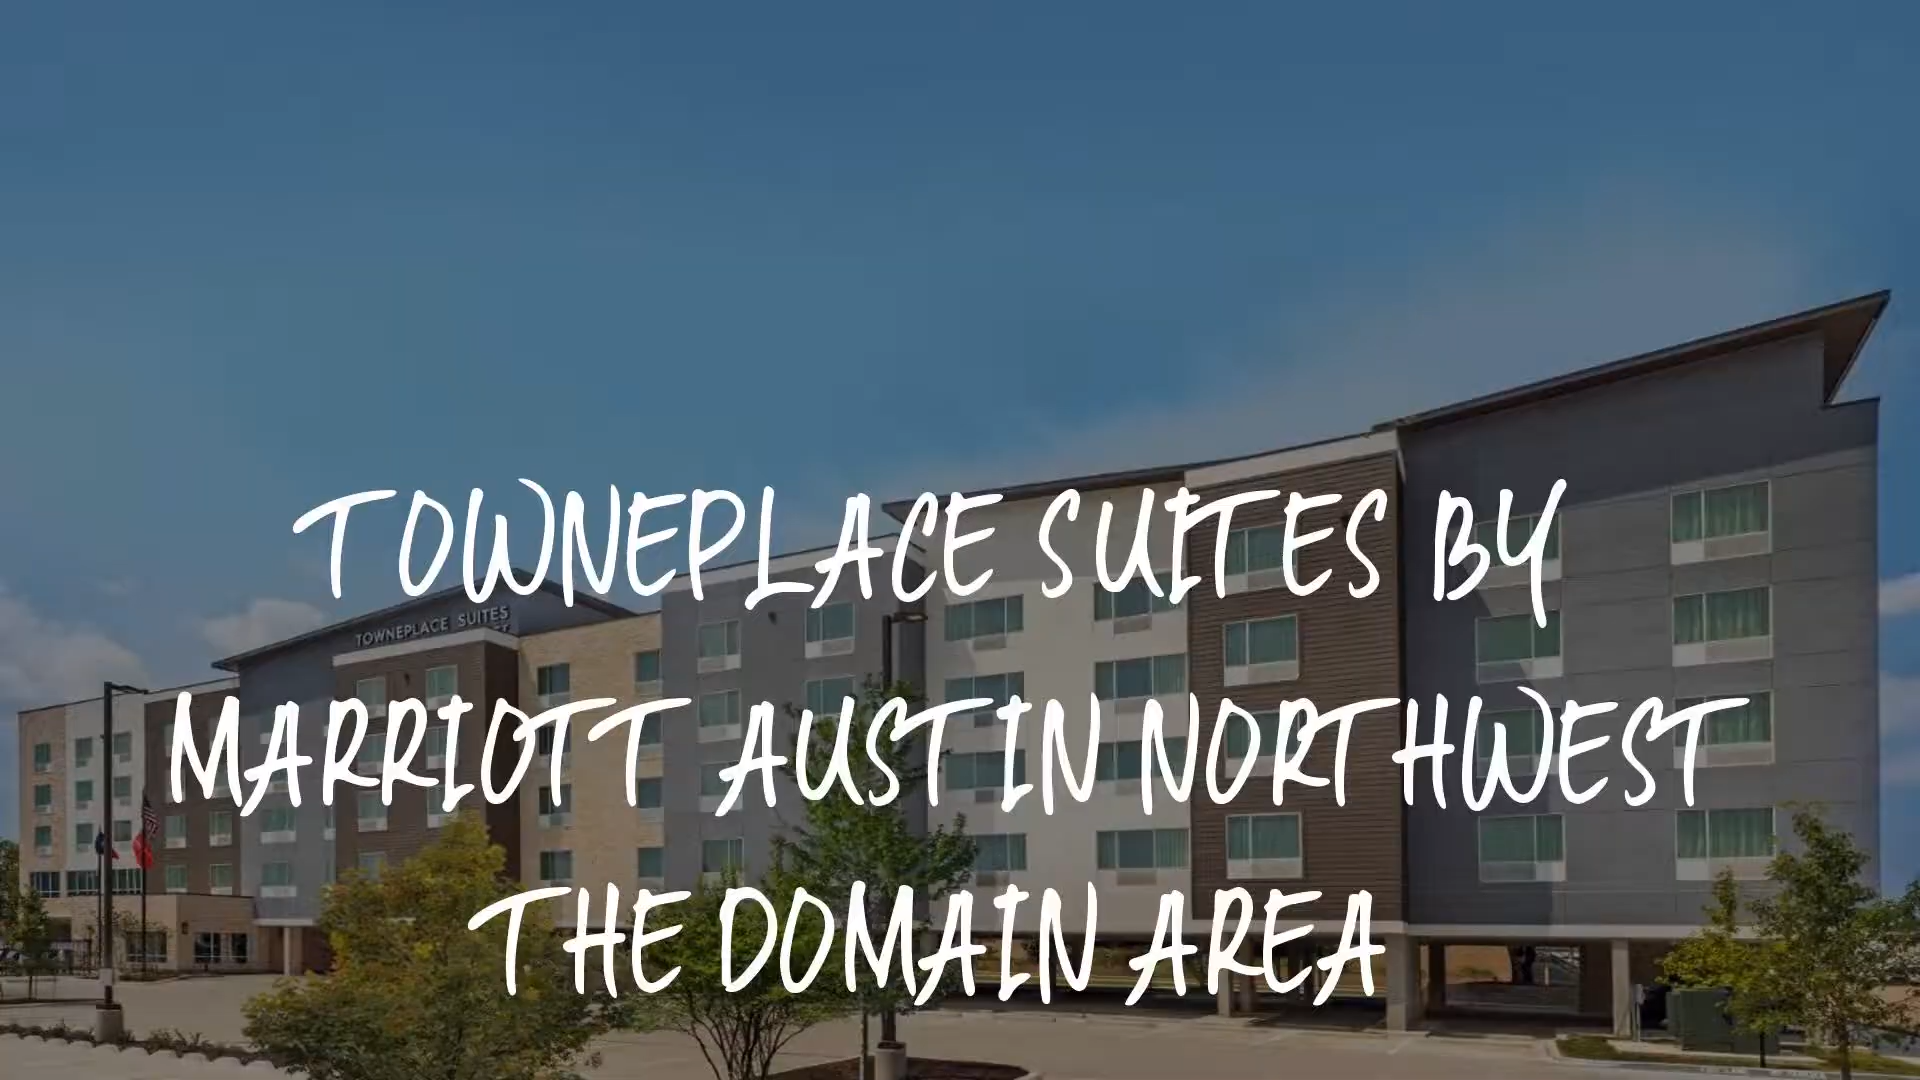 TOWNEPLACE SUITES BY
TOWNEPLACE SUITES
MARRIOTT AUSTIN NORTHWEST
THE DOMAIN AREA